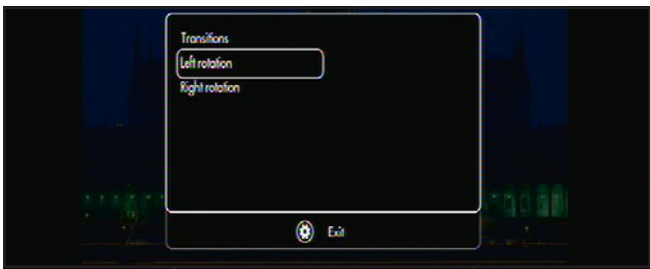 Transitions
Left rotation
Right rotation
Exit